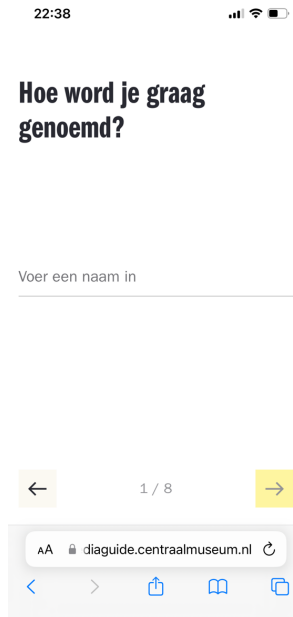 22:38
Hoe word je graag
genoemd?
Voer een naam in
1 / 8
AA diaguide.centraalmuseum.nl